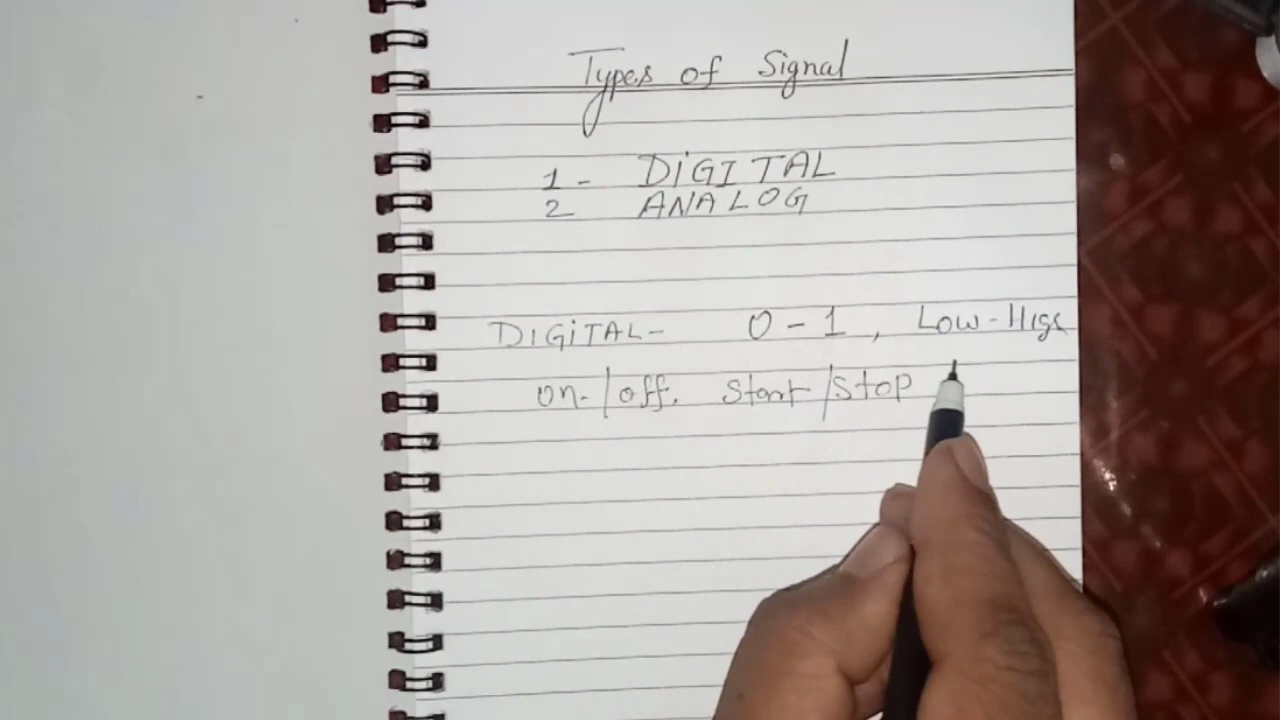 Types of Signal
1 - DiGITAL
2 ANALOG
DIGiTAL - 0 - 1 , Low - High
on- / off. Start / Stop